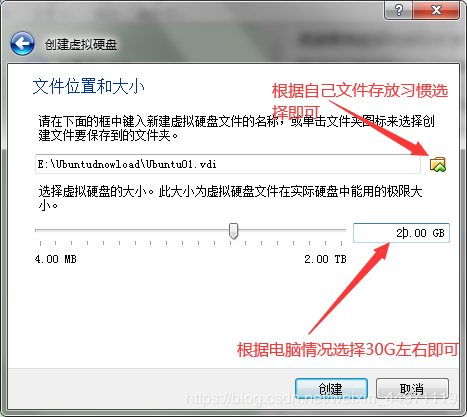 创建虚拟硬盘
文件位置和大小
根据自己文件存放习惯选
择即可
请在下面的框中键入新建虚拟硬盘文件的名称，或单击文件夹图标来选择创
建文件要保存到的文件夹。
E:\Ubuntudnowload\Ubuntu01.vdi
选择虚拟硬盘的大小。此大小为虚拟硬盘文件在实际硬盘中能用的极限大
小。
20.00 GB
4.00 MB
2.00 TB
根据电脑情况选择30G左右即可
创建
取消
https://blog.csdn.net/weixin_44371119